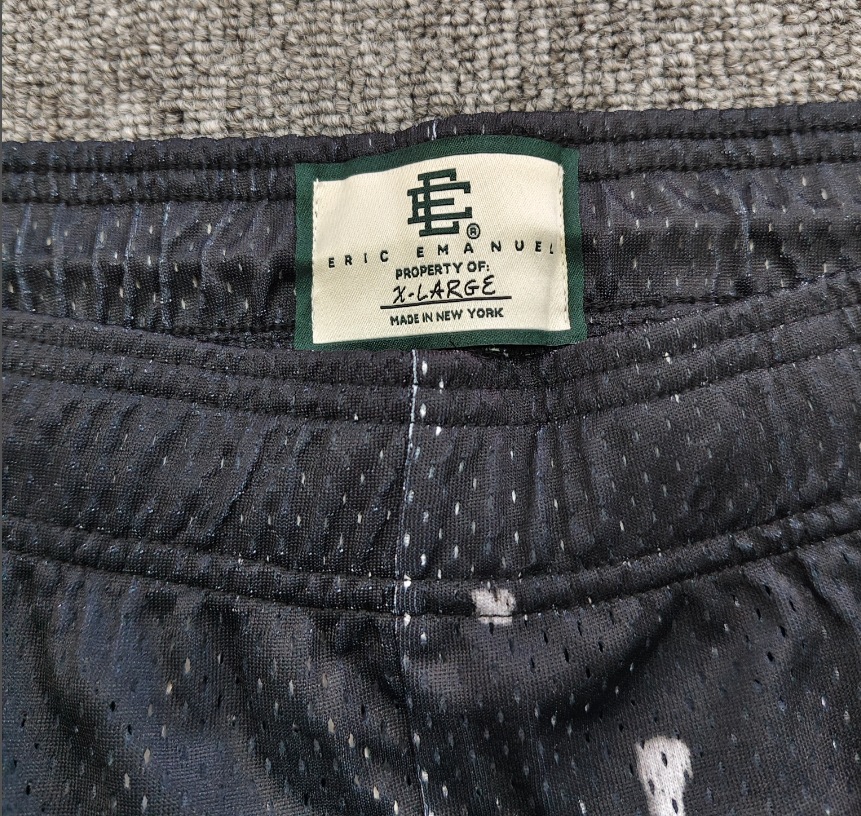 EE®
ERIC EMANUEL
PROPERTY OF:
X-LARGE
MADE IN NEW YORK